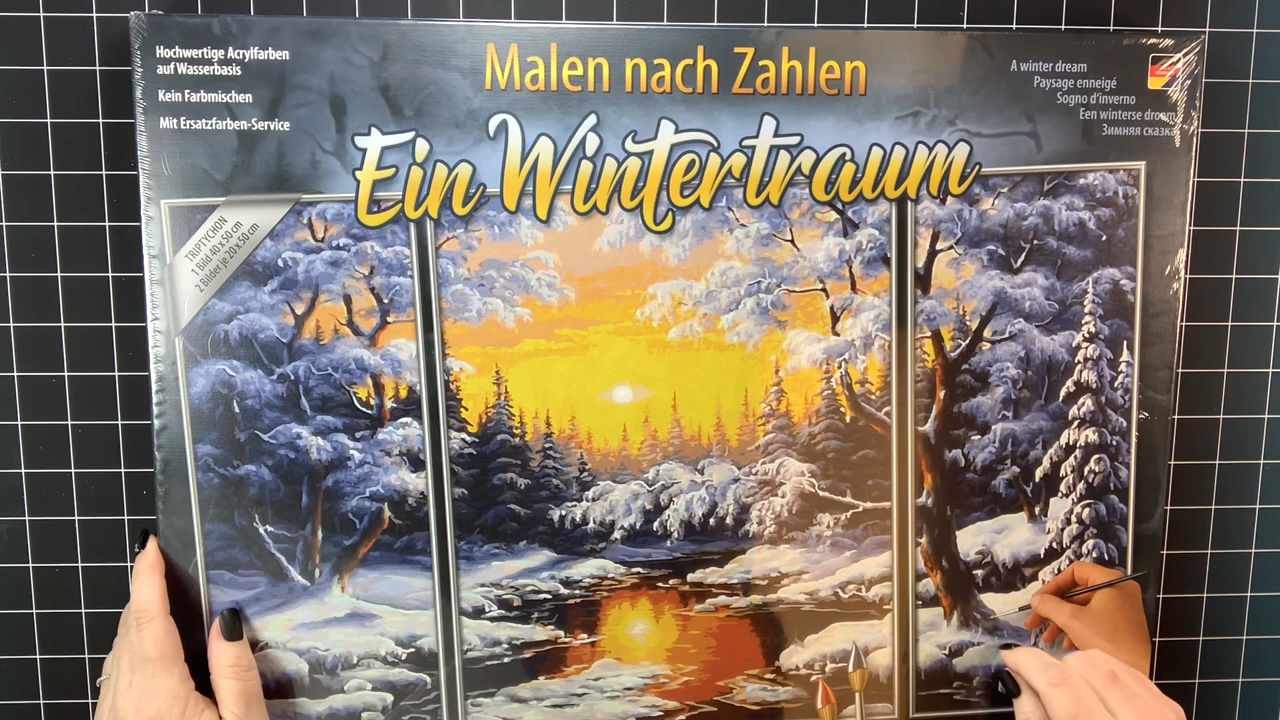 Hochwertige Acrylfarben
auf Wasserbasis
Kein Farbmischen
Mit Ersatzfarben-Service
Malen nach Zahlen
Ein Wintertraum
A winter dream
Paysage enneigé
Sogno d'inverno
Een winterse droom
Зимняя сказка
TRIPTYCHON
1 Bild 40 x 50 cm
2 Bilder je 20 x 50 cm